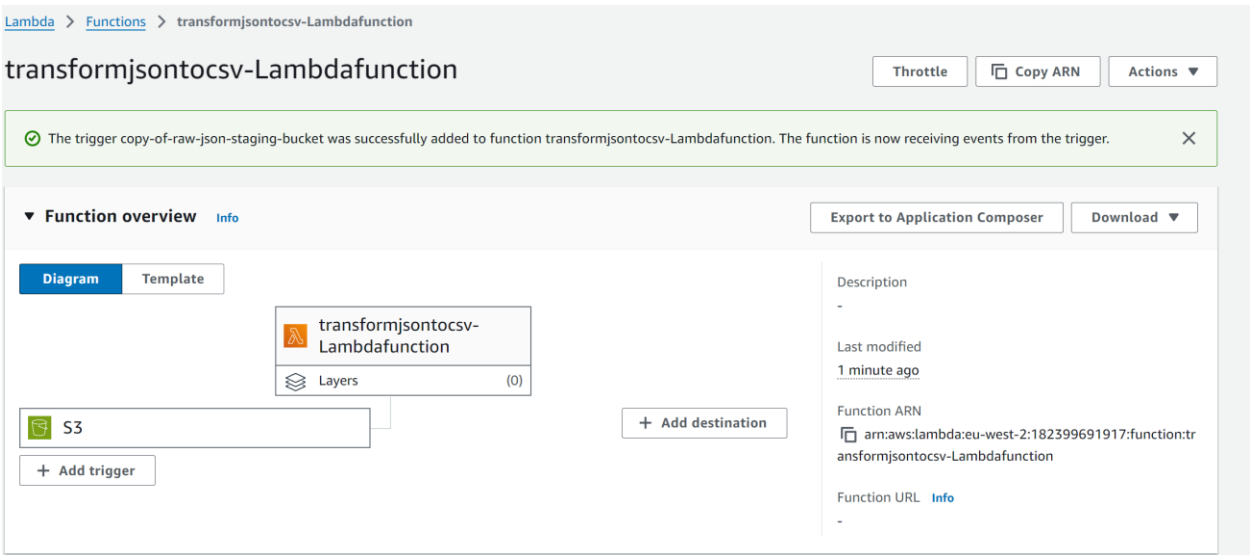 Lambda > Functions > transformjsontocsv-Lambdafunction
transformjsontocsv-Lambdafunction
Throttle
Copy ARN
Actions
The trigger copy-of-raw-json-staging-bucket was successfully added to function transformjsontocsv-Lambdafunction. The function is now receiving events from the trigger.
Function overview Info
Export to Application Composer
Download
Diagram
Template
transformjsontocsv-
Lambdafunction
Layers (0)
S3
+ Add trigger
+ Add destination
Description
-
Last modified
1 minute ago
Function ARN
arn:aws:lambda:eu-west-2:182399691917:function:tr
ansformjsontocsv-Lambdafunction
Function URL Info
-